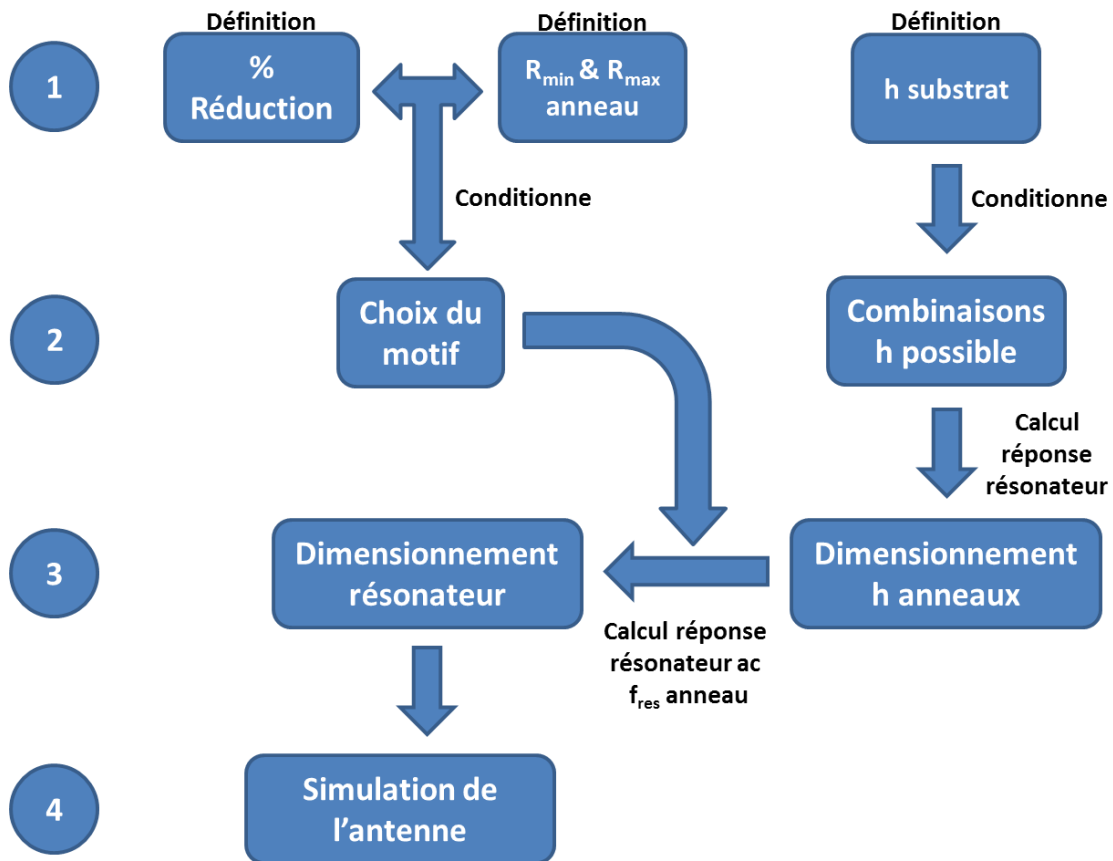 Définition
Définition
Définition
1
%
Réduction
Rmin & Rmax
anneau
h substrat
Conditionne
Conditionne
2
Choix du
motif
Combinaisons
h possible
Calcul
réponse
résonateur
3
Dimensionnement
résonateur
Dimensionnement
h anneaux
Calcul réponse
résonateur ac
fres anneau
4
Simulation de
l'antenne